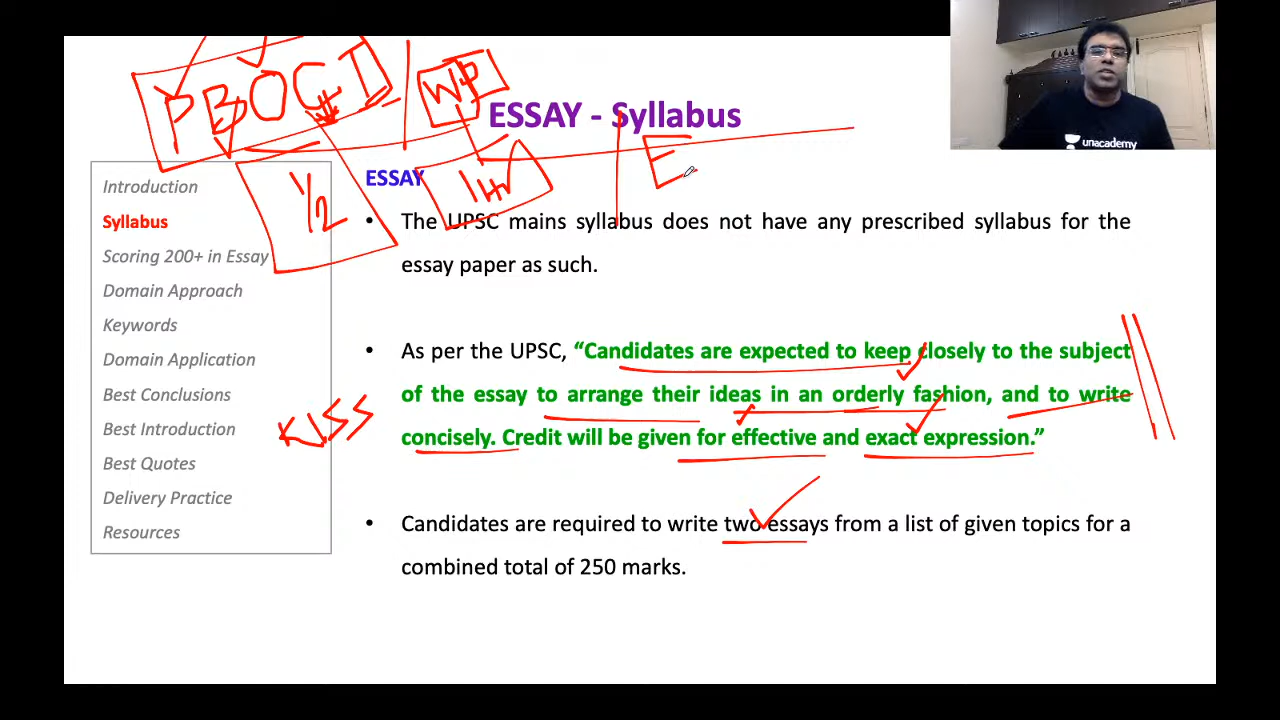 PBOCI WP
ESSAY - Syllabus
unacademy
E
1/2
1Hr
Introduction
Syllabus
Scoring 200+ in Essay
Domain Approach
Keywords
Domain Application
Best Conclusions
Best Introduction
Best Quotes
Delivery Practice
Resources
KISS
ESSAY
• The UPSC mains syllabus does not have any prescribed syllabus for the
essay paper as such.
• As per the UPSC, “Candidates are expected to keep closely to the subject
of the essay to arrange their ideas in an orderly fashion, and to write
concisely. Credit will be given for effective and exact expression.”
• Candidates are required to write two essays from a list of given topics for a
combined total of 250 marks.